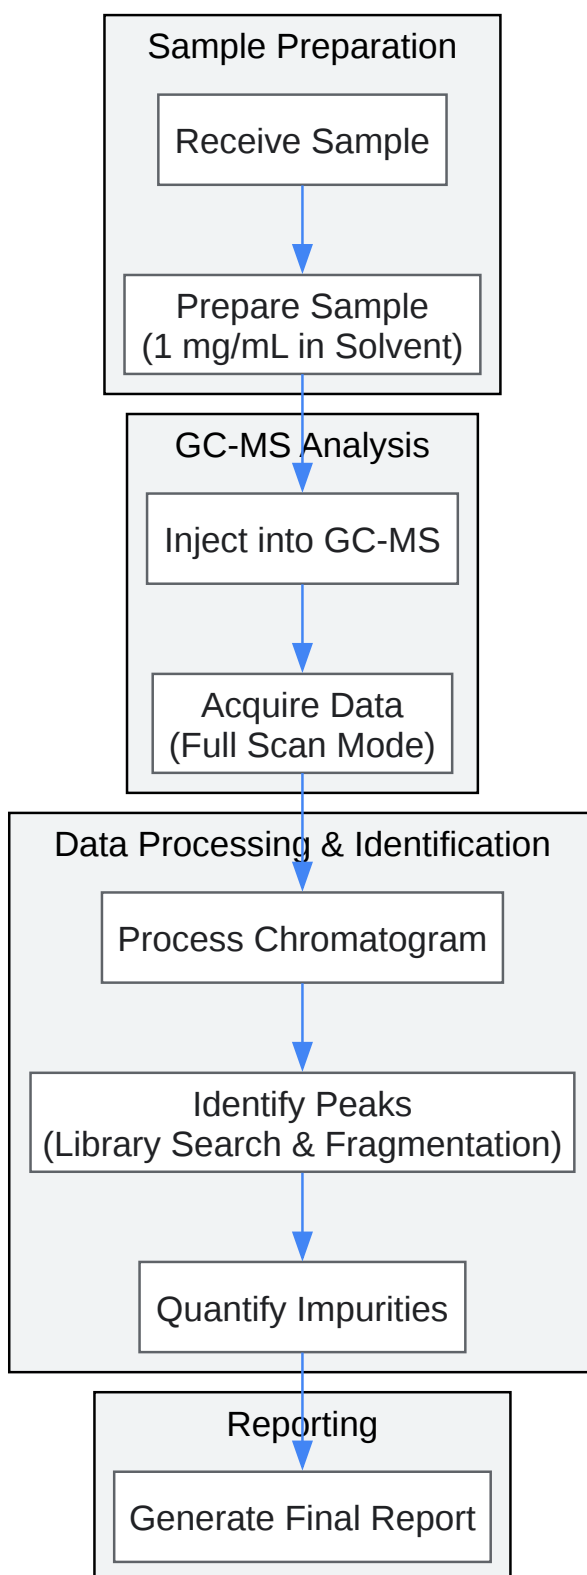 Sample Preparation
Receive Sample
Prepare Sample
(1 mg/mL in Solvent)
GC-MS Analysis
Inject into GC-MS
Acquire Data
(Full Scan Mode)
Data Processing & Identification
Process Chromatogram
Identify Peaks
(Library Search & Fragmentation)
Quantify Impurities
Reporting
Generate Final Report